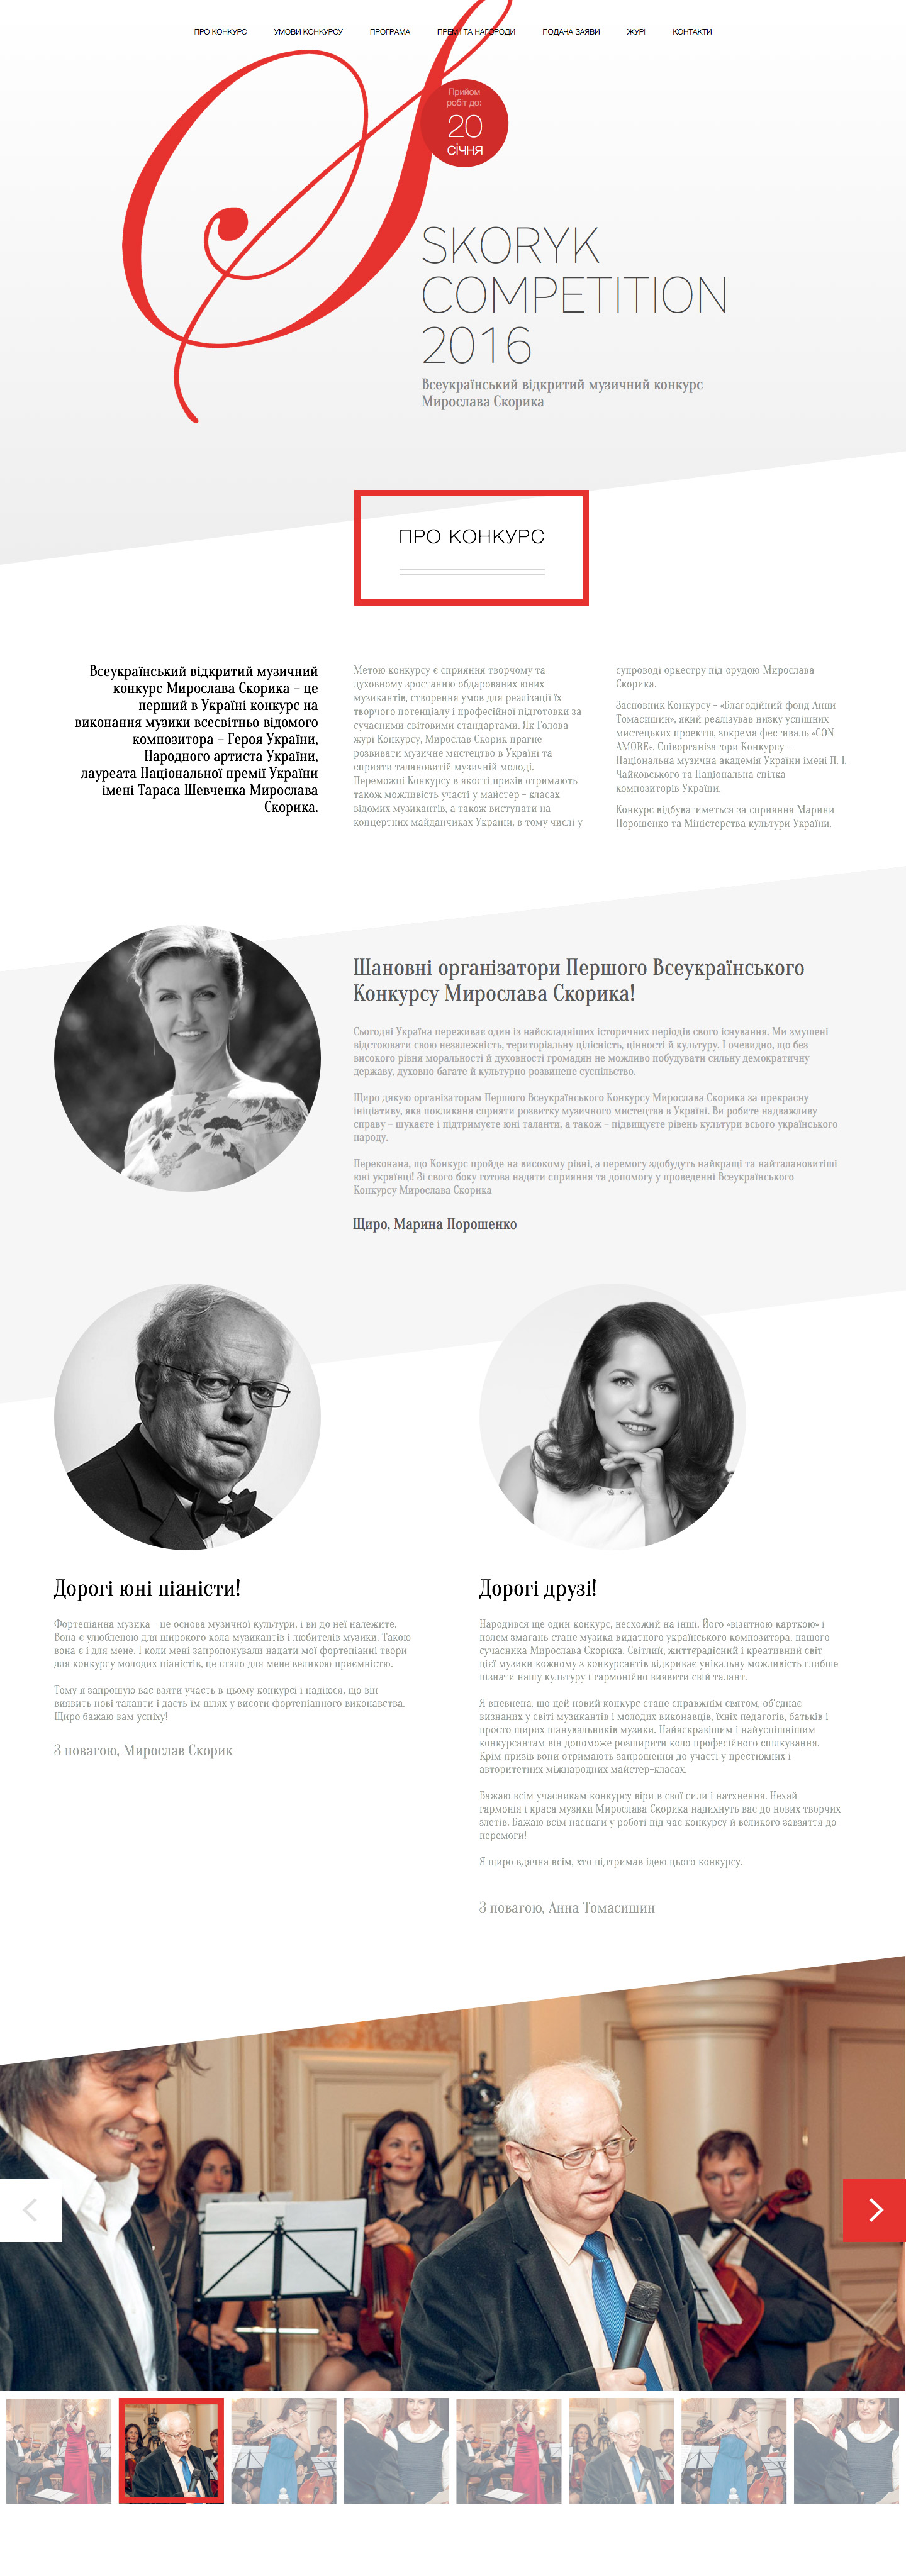 ПРО КОНКУРС УМОВИ КОНКУРСУ ПРОГРАМА ПРЕМІЇ ТА НАГОРОДИ ПОДАЧА ЗАЯВИ ЖУРІ КОНТАКТИ
Прийом
робіт до:
20
січня
SKORYK
COMPETITION
2016
Всеукраїнський відкритий музичний конкурс
Мирослава Скорика
ПРО КОНКУРС
Всеукраїнський відкритий музичний
конкурс Мирослава Скорика – це
перший в Україні конкурс на
виконання музики всесвітньо відомого
композитора – Героя України,
Народного артиста України,
лауреата Національної премії України
імені Тараса Шевченка Мирослава
Скорика.
Метою конкурсу є сприяння творчому та
духовному зростанню обдарованих юних
музикантів, створення умов для реалізації їх
творчого потенціалу і професійної підготовки за
сучасними світовими стандартами. Як Голова
журі Конкурсу, Мирослав Скорик прагне
розвивати музичне мистецтво в Україні та
сприяти талановитій музичній молоді.
Переможці Конкурсу в якості призів отримають
також можливість участі у майстер – класах
відомих музикантів, а також виступати на
концертних майданчиках України, в тому числі у
супроводі оркестру під орудою Мирослава
Скорика.
Засновник Конкурсу - «Благодійний фонд Анни
Томасишин», який реалізував низку успішних
мистецьких проектів, зокрема фестиваль «CON
AMORE». Співорганізатори Конкурсу -
Національна музична академія України імені П. І.
Чайковського та Національна спілка
композиторів України.
Конкурс відбуватиметься за сприяння Марини
Порошенко та Міністерства культури України.
Шановні організатори Першого Всеукраїнського
Конкурсу Мирослава Скорика!
Сьогодні Україна переживає один із найскладніших історичних періодів свого існування. Ми змушені
відстоювати свою незалежність, територіальну цілісність, цінності й культуру. І очевидно, що без
високого рівня моральності й духовності громадян не можливо побудувати сильну демократичну
державу, духовно багате й культурно розвинене суспільство.
Щиро дякую організаторам Першого Всеукраїнського Конкурсу Мирослава Скорика за прекрасну
ініціативу, яка покликана сприяти розвитку музичного мистецтва в Україні. Ви робите надважливу
справу – шукаєте і підтримуєте юні таланти, а також – підвищуєте рівень культури всього українського
народу.
Переконана, що Конкурс пройде на високому рівні, а перемогу здобудуть найкращі та найталановитіші
юні українці! Зі свого боку готова надати сприяння та допомогу у проведенні Всеукраїнського
Конкурсу Мирослава Скорика
Щиро, Марина Порошенко
Дорогі юні піаністи!
Фортепіанна музика - це основа музичної культури, і ви до неї належите.
Вона є улюбленою для широкого кола музикантів і любителів музики. Такою
вона є і для мене. І коли мені запропонували надати мої фортепіанні твори
для конкурсу молодих піаністів, це стало для мене великою приємністю.
Тому я запрошую вас взяти участь в цьому конкурсі і надіюся, що він
виявить нові таланти і дасть їм шлях у висоти фортепіанного виконавства.
Щиро бажаю вам успіху!
З повагою, Мирослав Скорик
Дорогі друзі!
Народився ще один конкурс, несхожий на інші. Його «візитною карткою» і
полем змагань стане музика видатного українського композитора, нашого
сучасника Мирослава Скорика. Світлий, життєрадісний і креативний світ
цієї музики кожному з конкурсантів відкриває унікальну можливість глибше
пізнати нашу культуру і гармонійно виявити свій талант.
Я впевнена, що цей новий конкурс стане справжнім святом, об'єднає
визнаних у світі музикантів і молодих виконавців, їхніх педагогів, батьків і
просто щирих шанувальників музики. Найяскравішим і найуспішнішим
конкурсантам він допоможе розширити коло професійного спілкування.
Крім призів вони отримають запрошення до участі у престижних і
авторитетних міжнародних майстер-класах.
Бажаю всім учасникам конкурсу віри в свої сили і натхнення. Нехай
гармонія і краса музики Мирослава Скорика надихнуть вас до нових творчих
злетів. Бажаю всім наснаги у роботі під час конкурсу й великого завзяття до
перемоги!
Я щиро вдячна всім, хто підтримав ідею цього конкурсу.
З повагою, Анна Томасишин